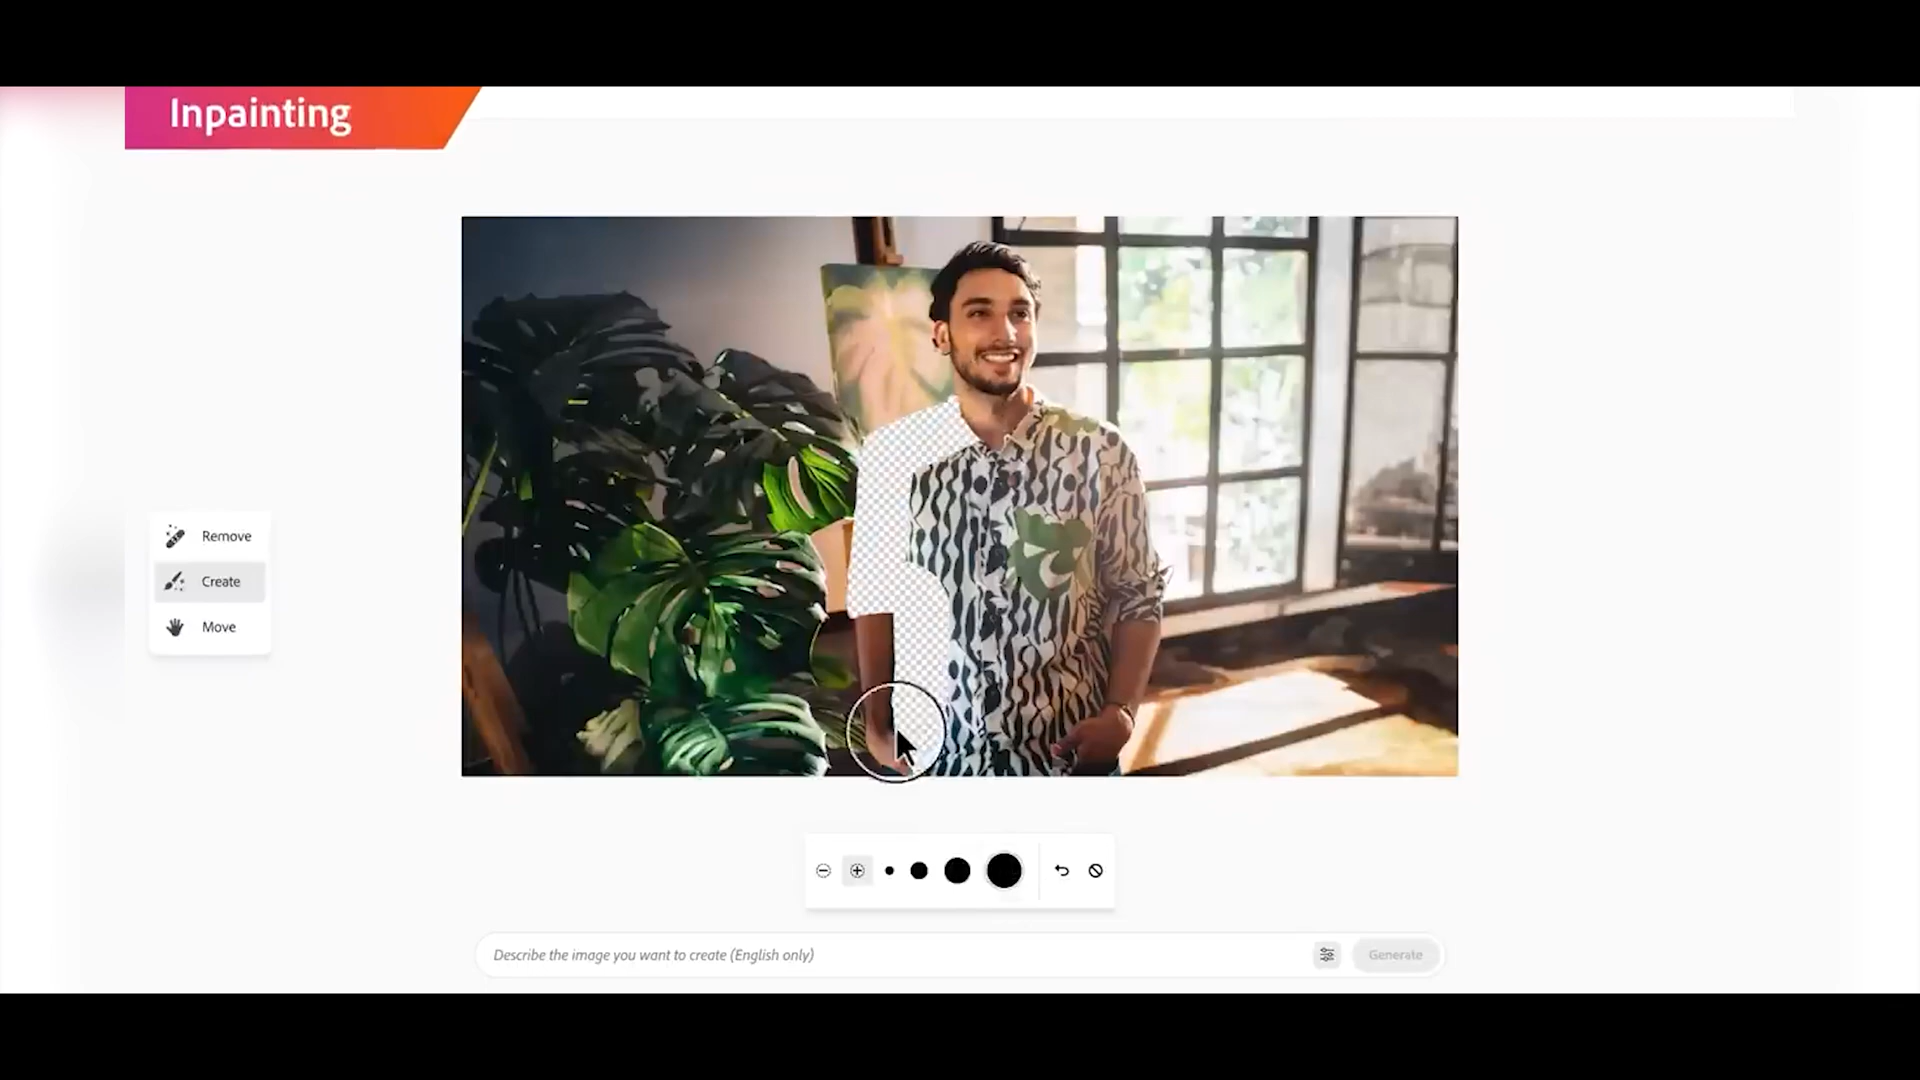 Inpainting
Remove
Create
Move
Describe the image you want to create (English only)
Generate